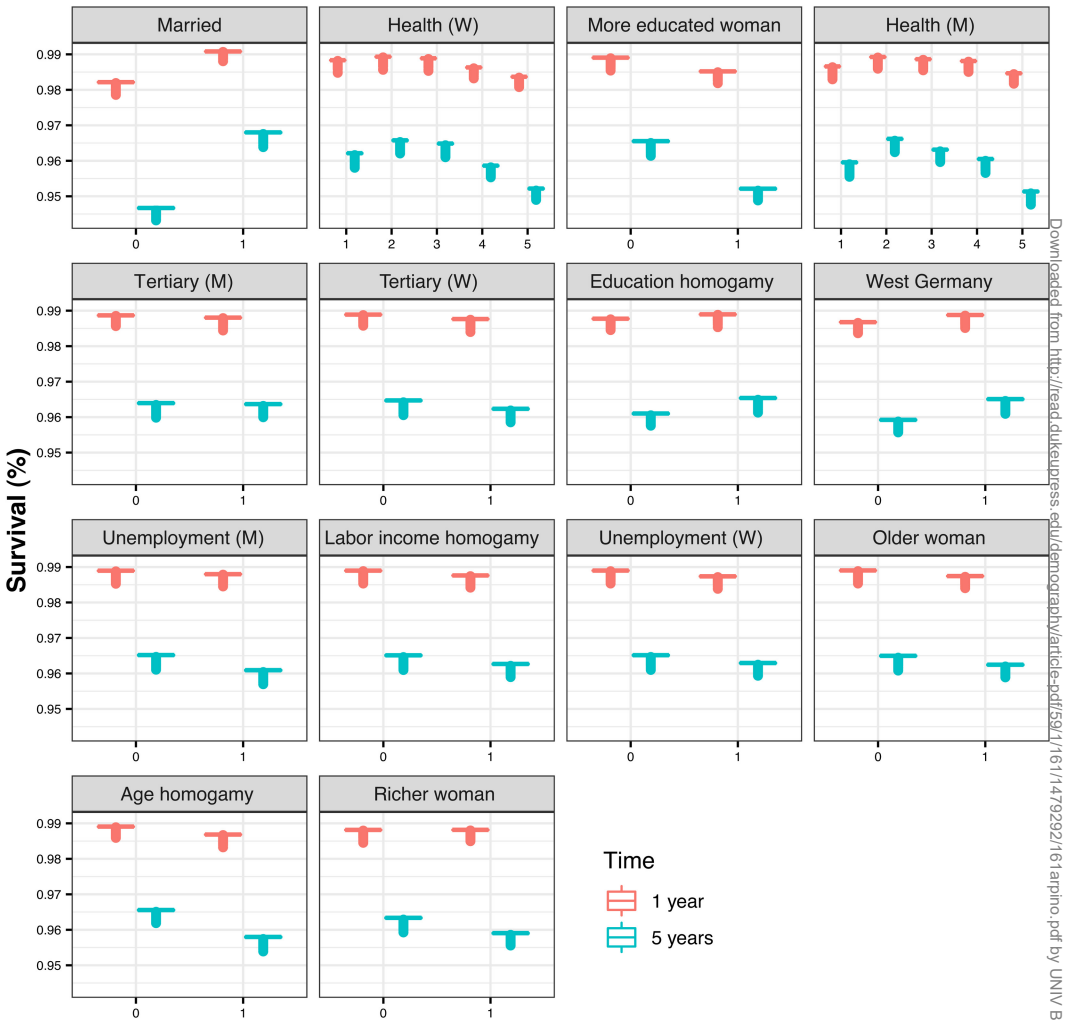 Married Health (W) More educated woman Health (M)
0.99
0.98
0.97
0.96
0.95
0 1 1 2 3 4 5 0 1 1 2 3 4 5
Tertiary (M) Tertiary (W) Education homogamy West Germany
0.99
0.98
0.97
0.96
0.95
0 1 0 1 0 1 0 1
Unemployment (M) Labor income homogamy Unemployment (W) Older woman
0.99
0.98
0.97
0.96
0.95
0 1 0 1 0 1 0 1
Age homogamy Richer woman
0.99
0.98
0.97
0.96
0.95
0 1 0 1
Survival (%)
Time
1 year
5 years
Downloaded from http://read.dukeupress.edu/demography/article-pdf/59/1/161/1479292/161arpino.pdf by UNIV B